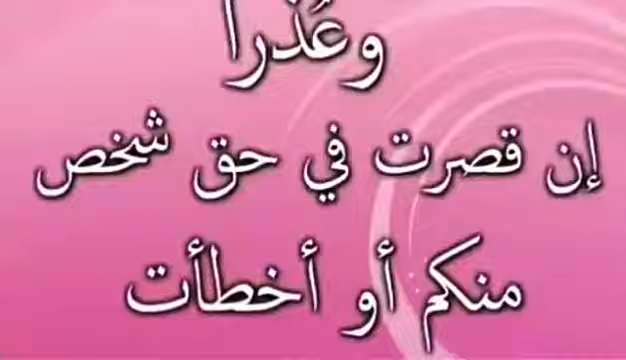 وعُذراً
إن قصرت في حق شخص
منكم أو أخطأت